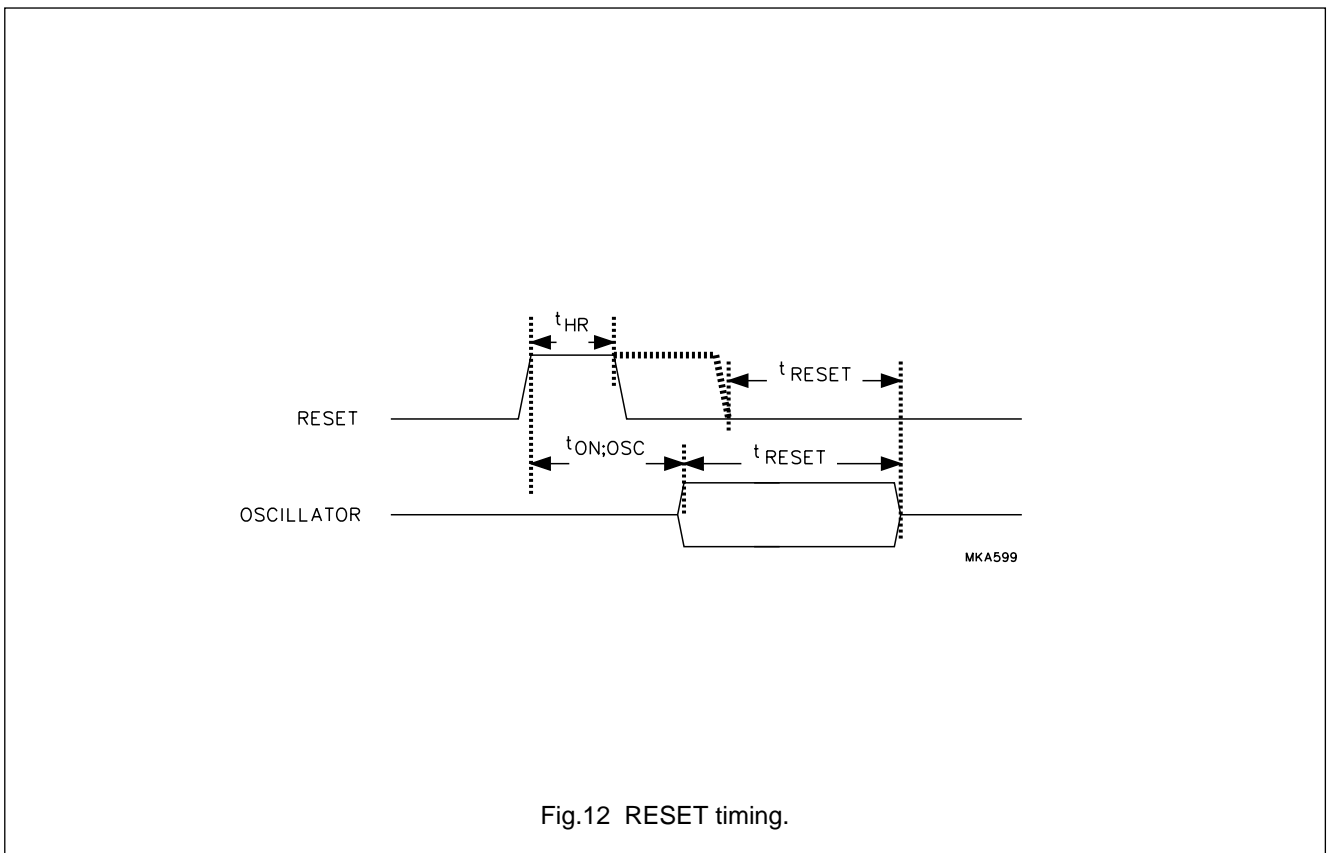 tHR
tRESET
RESET
tON;OSC
tRESET
OSCILLATOR
MKA599
Fig.12 RESET timing.